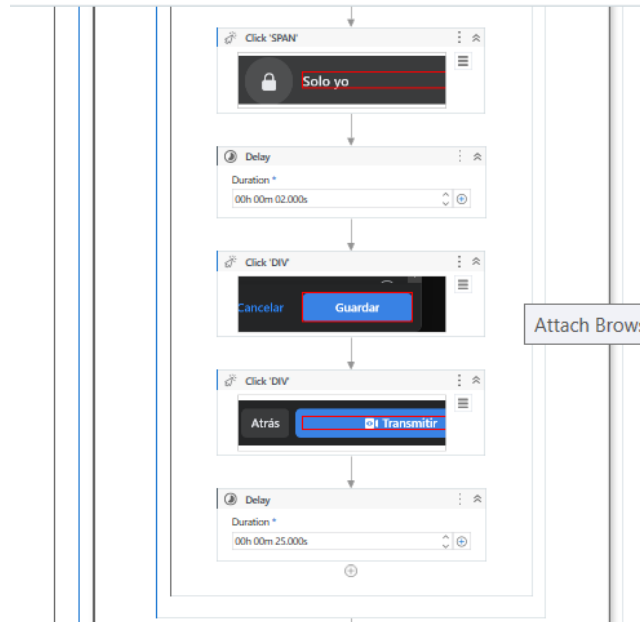 Click 'SPAN'
Solo yo
Delay
Duration *
00h 00m 02.000s
Click 'DIV'
Cancelar Guardar
Attach Brows
Click 'DIV'
Atrás Transmitir
Delay
Duration *
00h 00m 25.000s